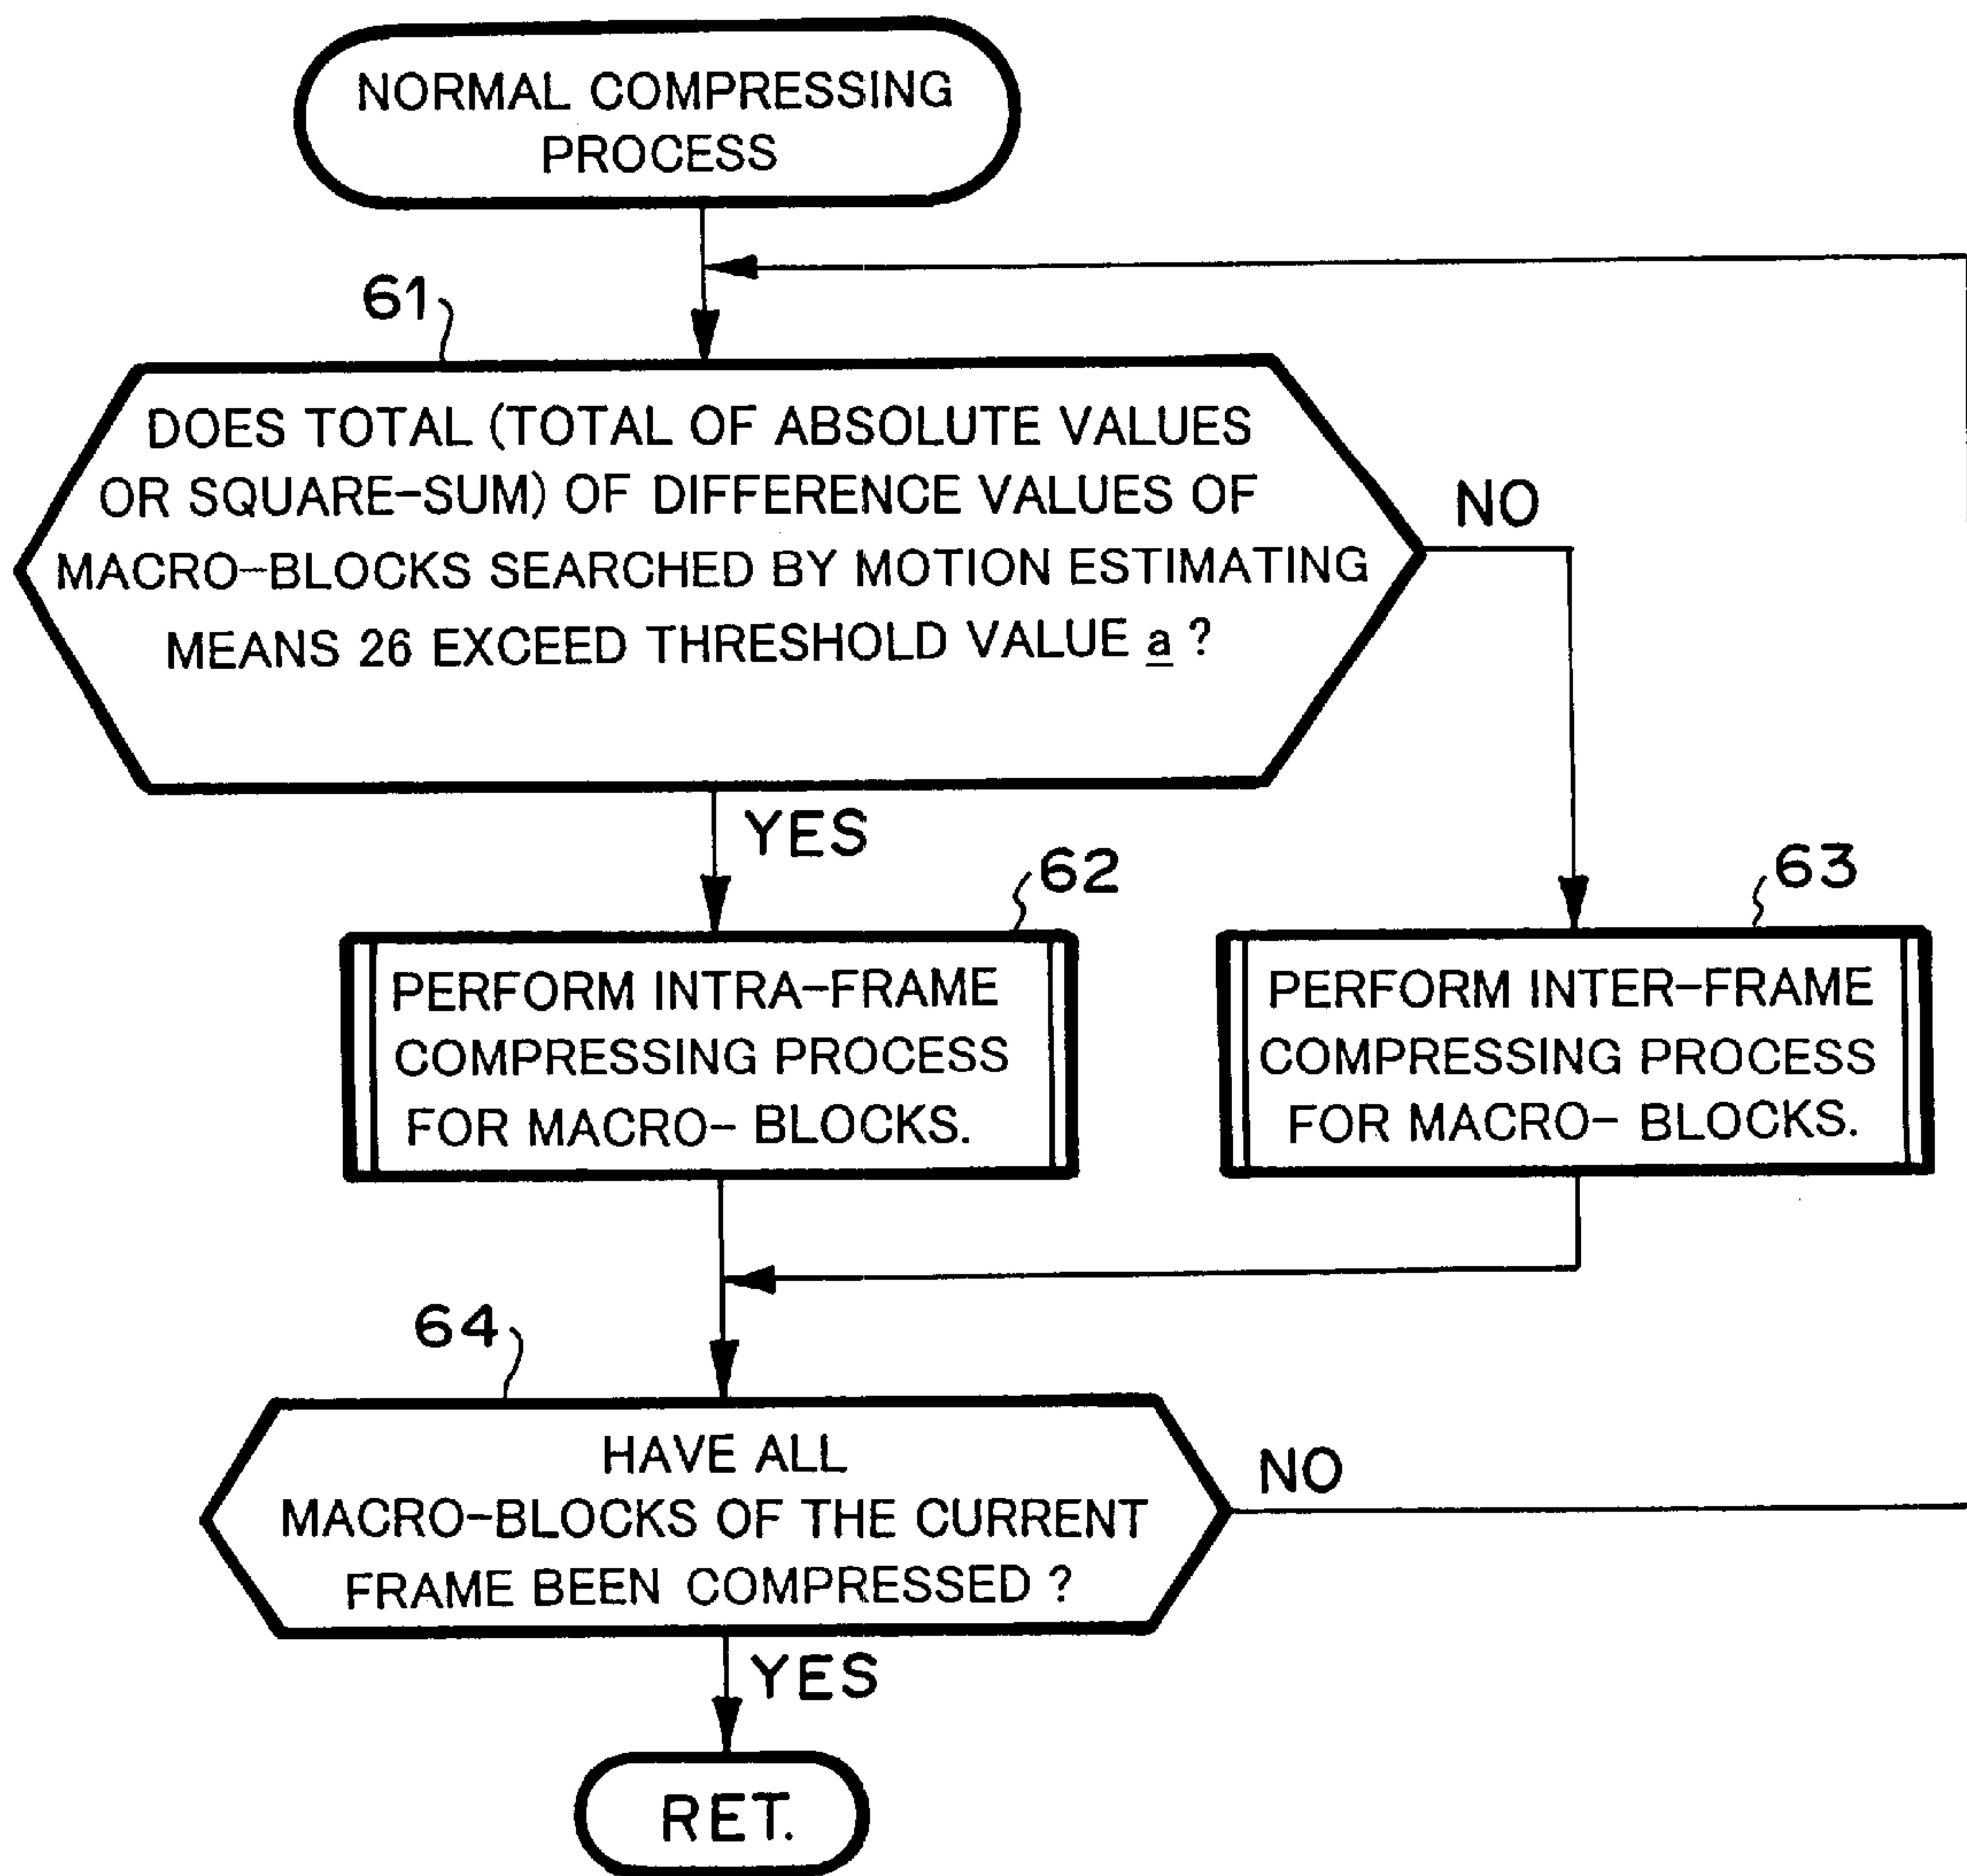 NORMAL COMPRESSING
PROCESS
61
DOES TOTAL (TOTAL OF ABSOLUTE VALUES
OR SQUARE-SUM) OF DIFFERENCE VALUES OF
MACRO-BLOCKS SEARCHED BY MOTION ESTIMATING
MEANS 26 EXCEED THRESHOLD VALUE a ?
NO
YES
62
63
PERFORM INTRA-FRAME
COMPRESSING PROCESS
FOR MACRO- BLOCKS.
PERFORM INTER-FRAME
COMPRESSING PROCESS
FOR MACRO- BLOCKS.
64
HAVE ALL
MACRO-BLOCKS OF THE CURRENT
FRAME BEEN COMPRESSED ?
NO
YES
RET.